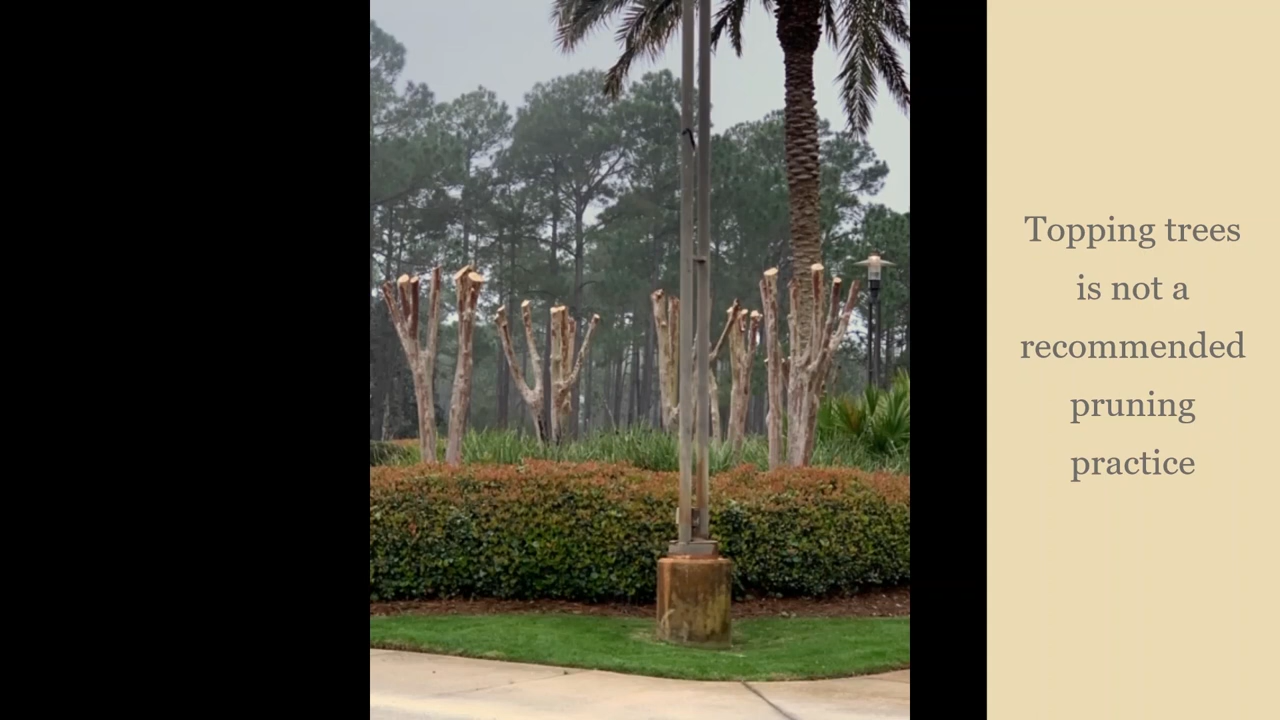 Topping trees
is not a
recommended
pruning
practice